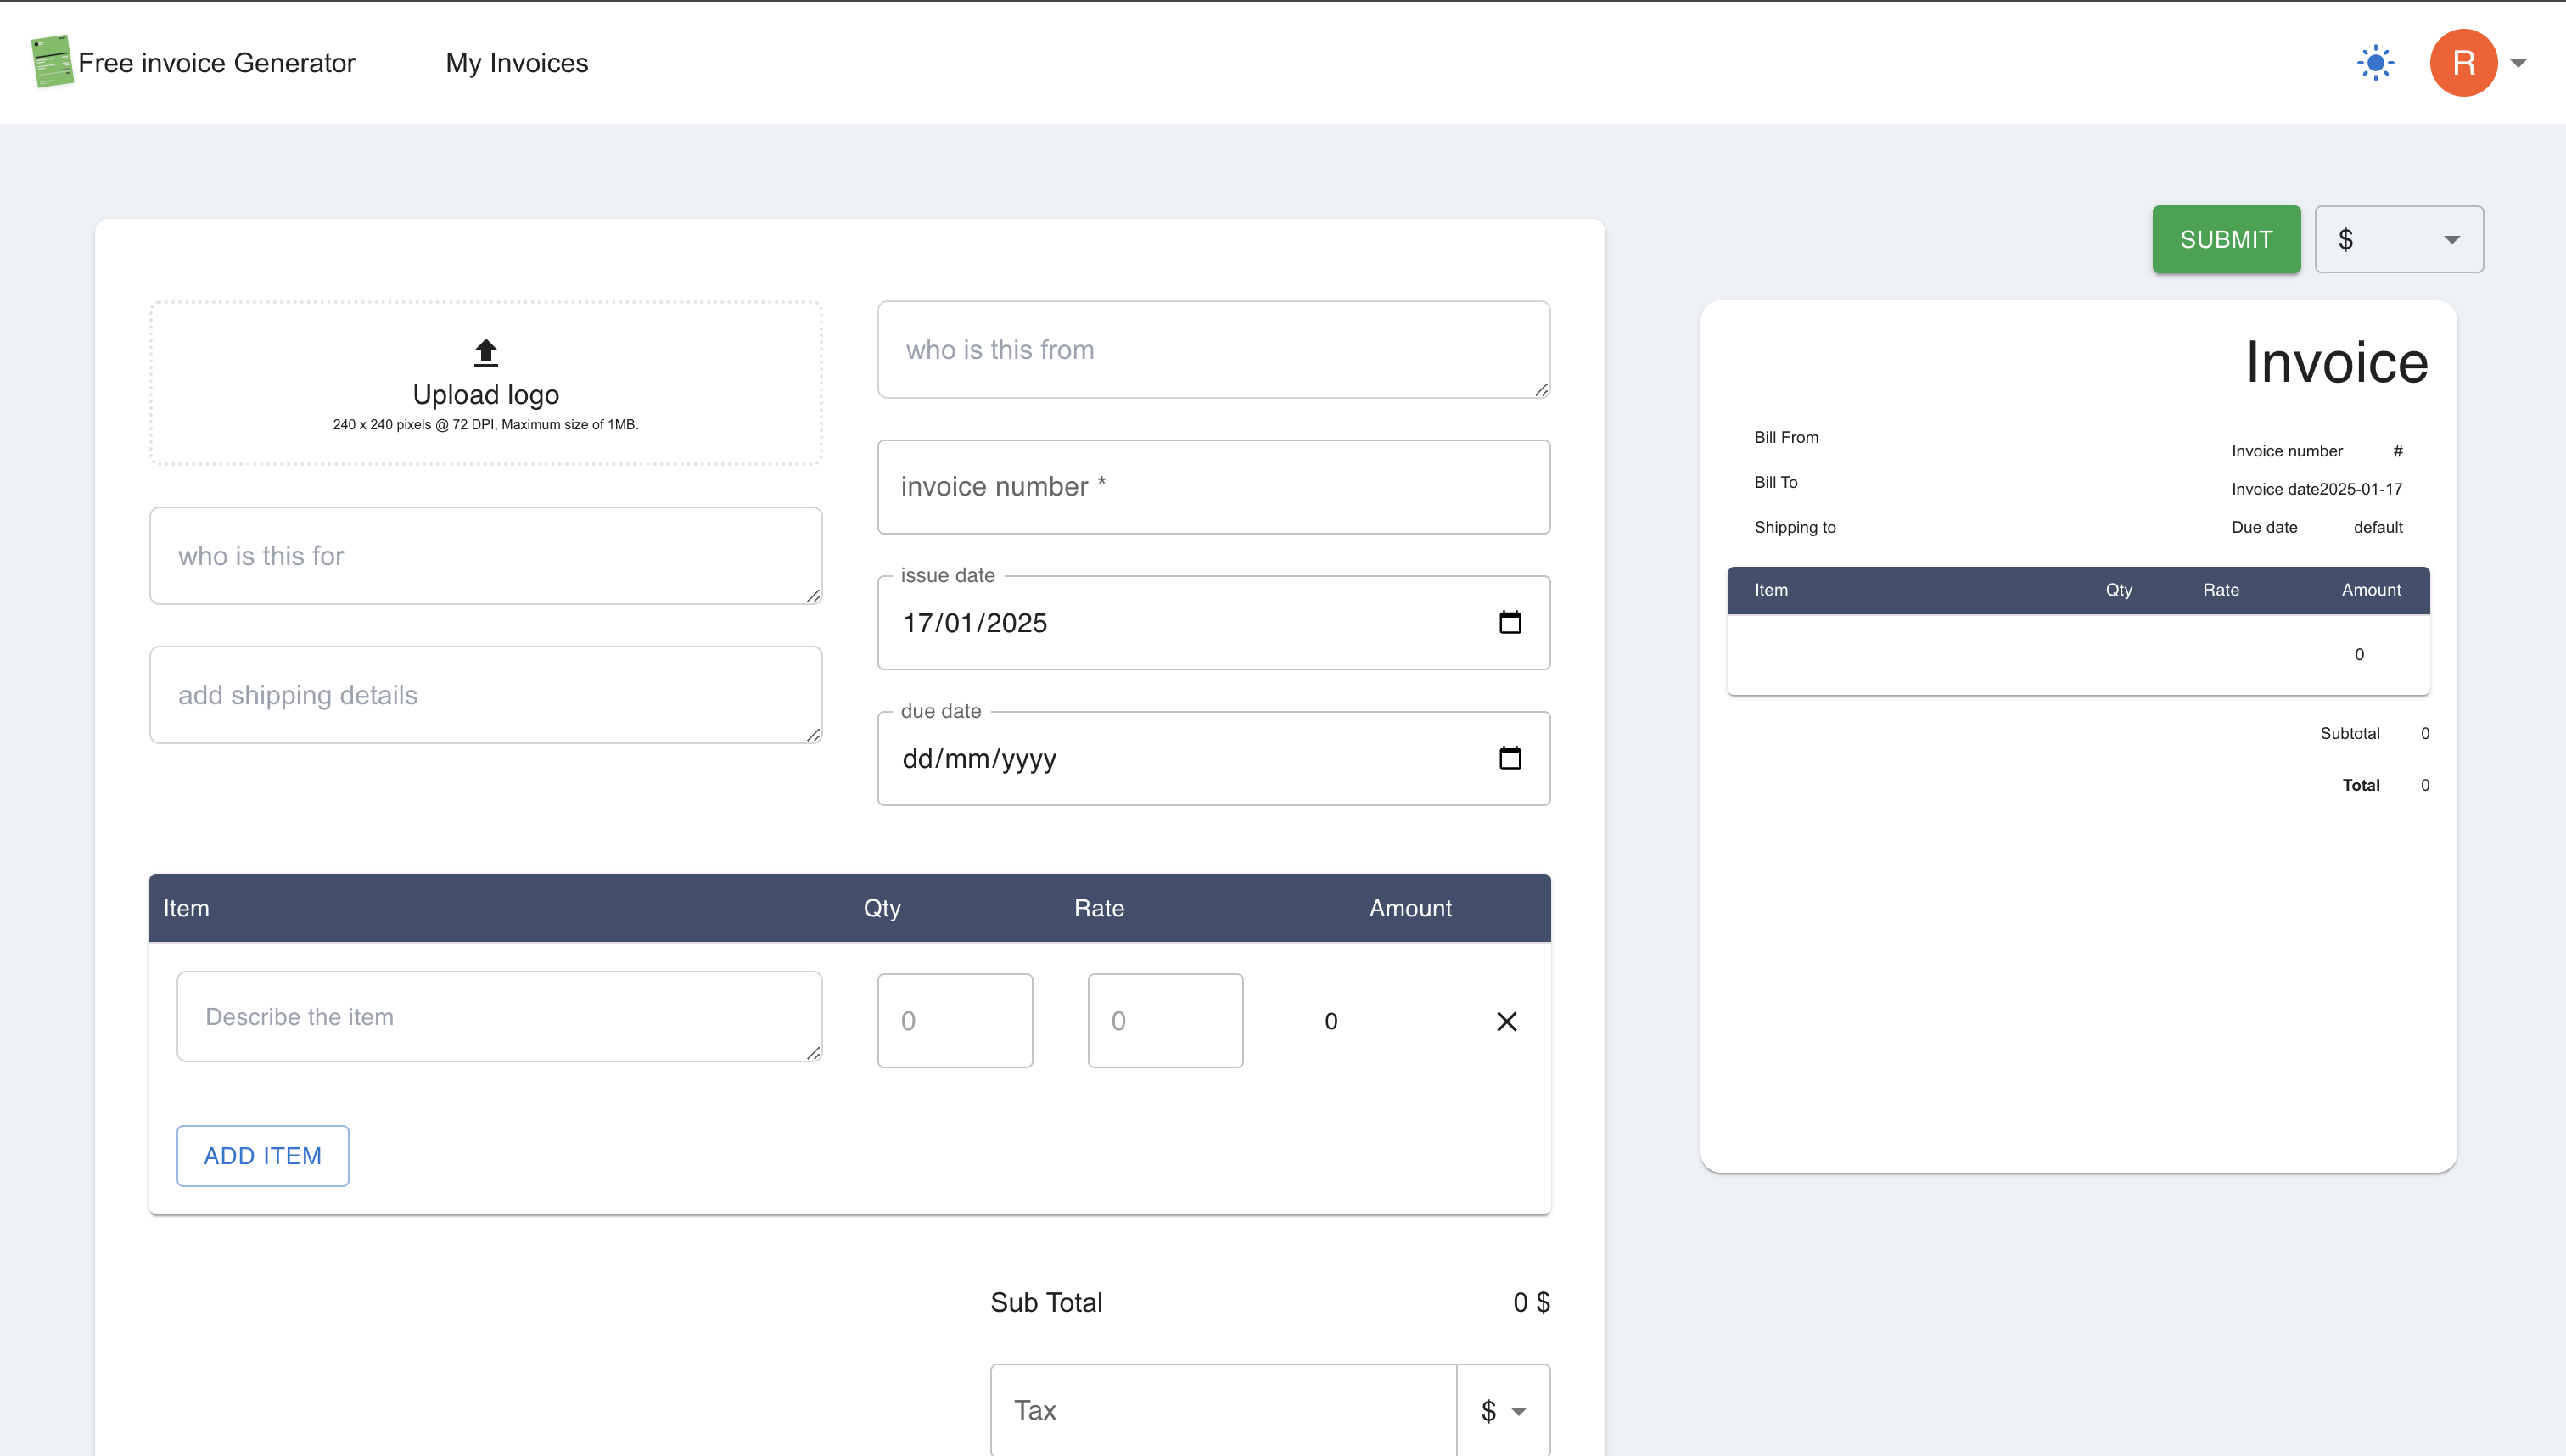 Free invoice Generator
My Invoices
R
SUBMIT
$
Upload logo
240 x 240 pixels @ 72 DPI, Maximum size of 1MB.
who is this for
add shipping details
who is this from
invoice number *
issue date
17/01/2025
due date
dd/mm/yyyy
Item Qty Rate Amount
Describe the item 0 0 0
ADD ITEM
Sub Total 0 $
Tax $
Invoice
Bill From
Bill To
Shipping to
Invoice number #
Invoice date2025-01-17
Due date default
Item Qty Rate Amount
0
Subtotal 0
Total 0